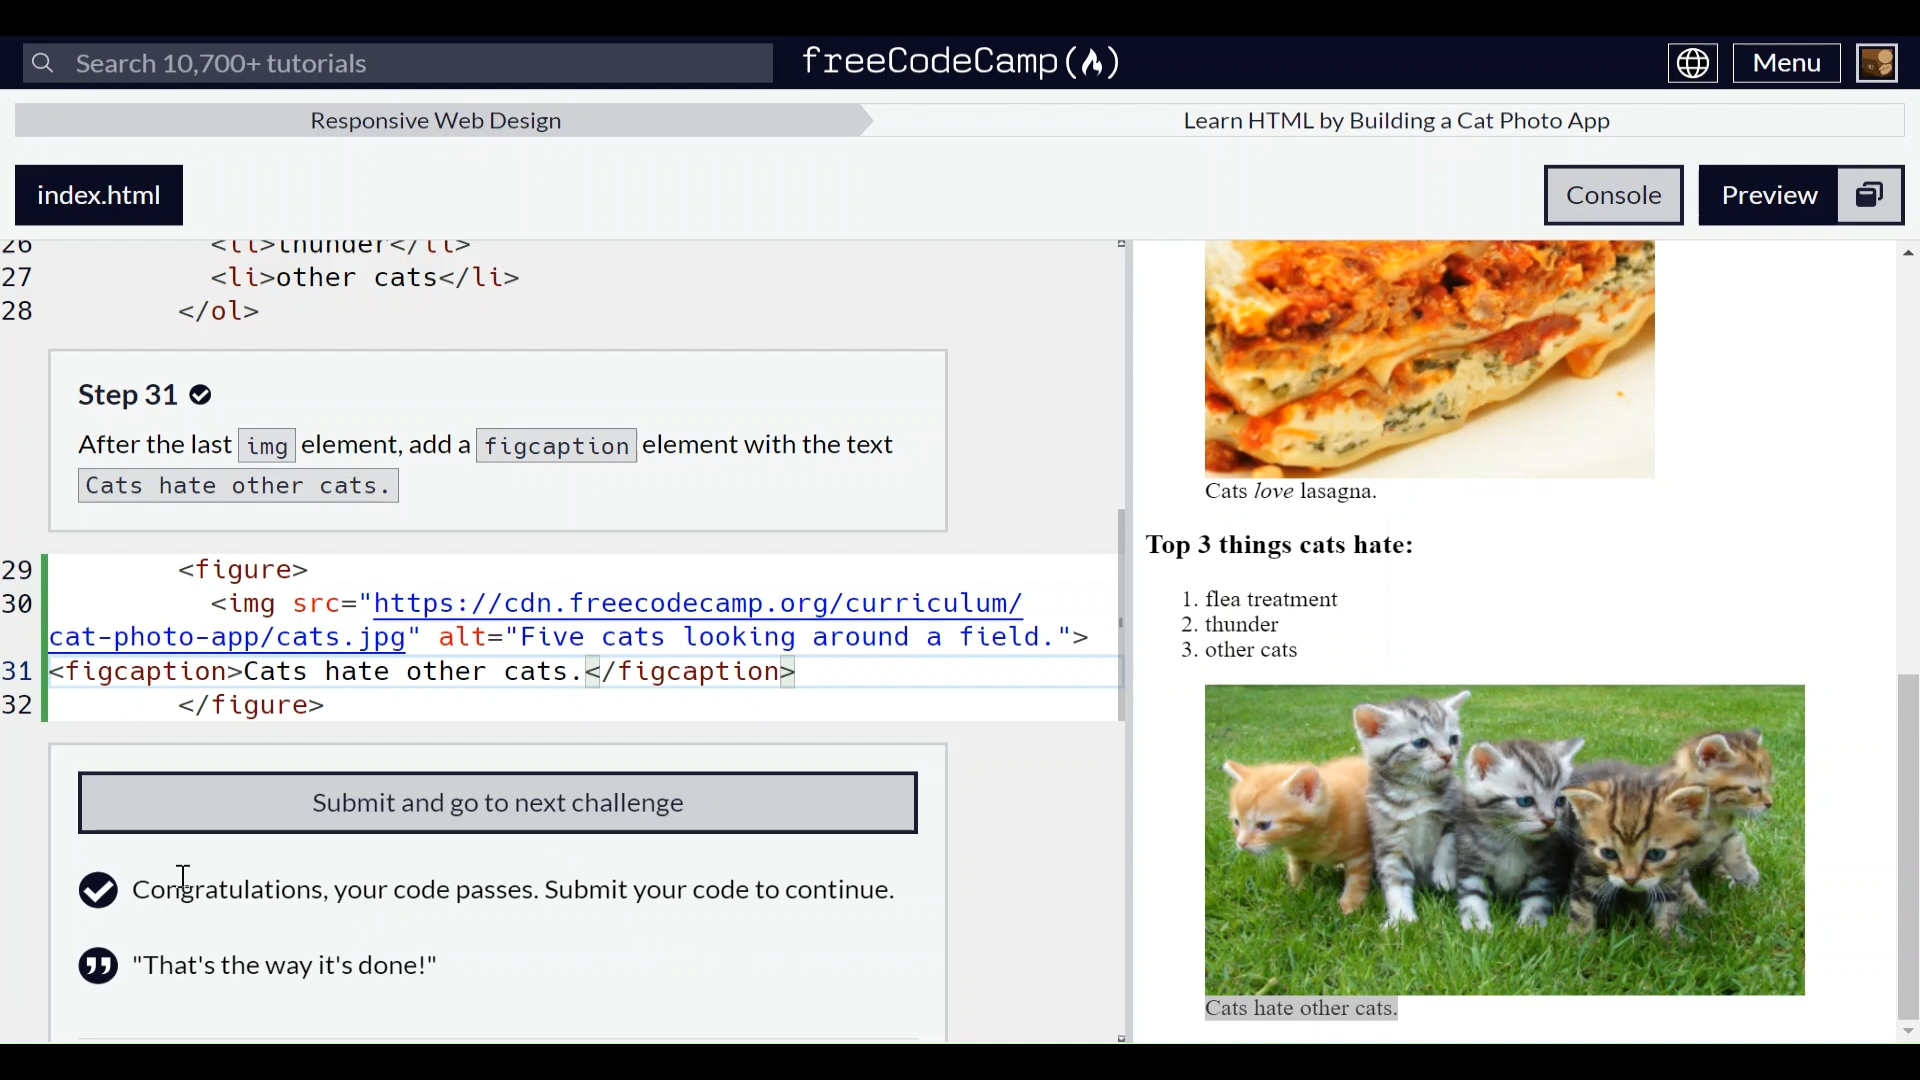 Search 10,700+ tutorials
freeCodeCamp
Menu
Responsive Web Design
Learn HTML by Building a Cat Photo App
index.html
Console
Preview
26 <li>thunder</li>
27 <li>other cats</li>
28 </ol>
Step 31
After the last img element, add a figcaption element with the text
Cats hate other cats.
29 <figure>
30 <img src="https://cdn.freecodecamp.org/curriculum/
cat-photo-app/cats.jpg" alt="Five cats looking around a field.">
31 <figcaption>Cats hate other cats.</figcaption>
32 </figure>
Submit and go to next challenge
Congratulations, your code passes. Submit your code to continue.
"That's the way it's done!"
Cats love lasagna.
Top 3 things cats hate:
1. flea treatment
2. thunder
3. other cats
Cats hate other cats.